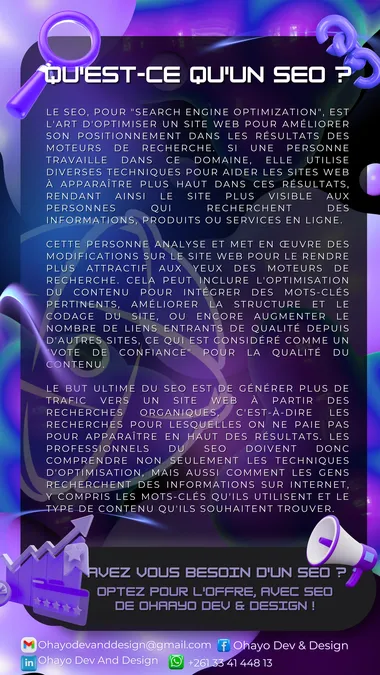 QU'EST-CE QU'UN SEO ?
LE SEO, POUR "SEARCH ENGINE OPTIMIZATION", EST
L'ART D'OPTIMISER UN SITE WEB POUR AMÉLIORER
SON POSITIONNEMENT DANS LES RÉSULTATS DES
MOTEURS DE RECHERCHE. SI UNE PERSONNE
TRAVAILLE DANS CE DOMAINE, ELLE UTILISE
DIVERSES TECHNIQUES POUR AIDER LES SITES WEB
À APPARAÎTRE PLUS HAUT DANS CES RÉSULTATS,
RENDANT AINSI LE SITE PLUS VISIBLE AUX
PERSONNES QUI RECHERCHENT DES
INFORMATIONS, PRODUITS OU SERVICES EN LIGNE.
CETTE PERSONNE ANALYSE ET MET EN ŒUVRE DES
MODIFICATIONS SUR LE SITE WEB POUR LE RENDRE
PLUS ATTRACTIF AUX YEUX DES MOTEURS DE
RECHERCHE. CELA PEUT INCLURE L'OPTIMISATION
DU CONTENU POUR INTÉGRER DES MOTS-CLÉS
PERTINENTS, AMÉLIORER LA STRUCTURE ET LE
CODAGE DU SITE, OU ENCORE AUGMENTER LE
NOMBRE DE LIENS ENTRANTS DE QUALITÉ DEPUIS
D'AUTRES SITES, CE QUI EST CONSIDÉRÉ COMME UN
"VOTE DE CONFIANCE" POUR LA QUALITÉ DU
CONTENU.
LE BUT ULTIME DU SEO EST DE GÉNÉRER PLUS DE
TRAFIC VERS UN SITE WEB À PARTIR DES
RECHERCHES ORGANIQUES, C'EST-À-DIRE LES
RECHERCHES POUR LESQUELLES ON NE PAIE PAS
POUR APPARAÎTRE EN HAUT DES RÉSULTATS. LES
PROFESSIONNELS DU SEO DOIVENT DONC
COMPRENDRE NON SEULEMENT LES TECHNIQUES
D'OPTIMISATION, MAIS AUSSI COMMENT LES GENS
RECHERCHENT DES INFORMATIONS SUR INTERNET,
Y COMPRIS LES MOTS-CLÉS QU'ILS UTILISENT ET LE
TYPE DE CONTENU QU'ILS SOUHAITENT TROUVER.
AVEZ VOUS BESOIN D'UN SEO ?
OPTEZ POUR L'OFFRE, AVEC SEO
DE OHAAYO DEV & DESIGN !
Ohayodevanddesign@gmail.com Ohayo Dev & Design
Ohayo Dev And Design +261 33 41 448 13